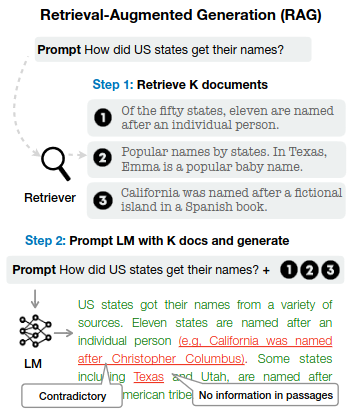 Retrieval-Augmented Generation (RAG)
Prompt How did US states get their names?
Step 1: Retrieve K documents
1 Of the fifty states, eleven are named
after an individual person.
2 Popular names by states. In Texas,
Emma is a popular baby name.
Retriever
3 California was named after a fictional
island in a Spanish book.
Step 2: Prompt LM with K docs and generate
Prompt How did US states get their names? + 1 2 3
US states got their names from a variety of
sources. Eleven states are named after an
individual person (e.g, California was named
after Christopher Columbus). Some states
LM
including Texas and Utah, are named after
Contradictory
No information in passages
American tribe